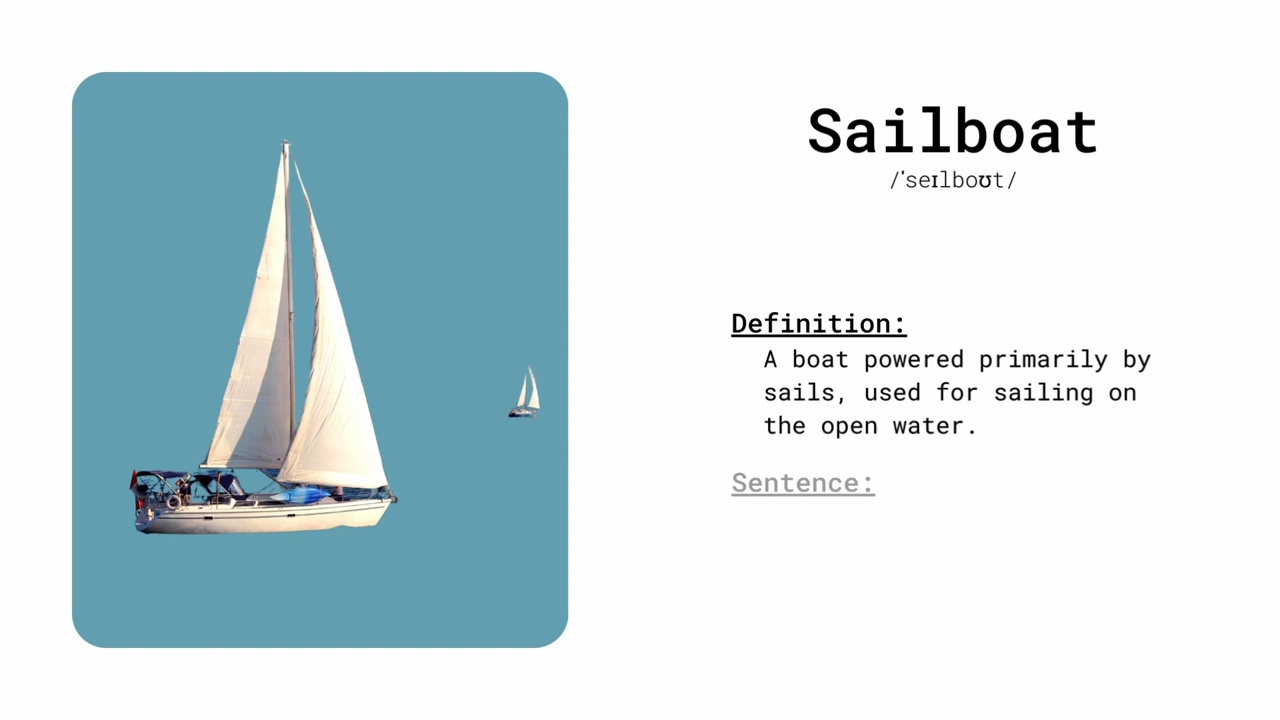 Sailboat
/ˈseɪlboʊt/
Definition:
A boat powered primarily by
sails, used for sailing on
the open water.
Sentence: